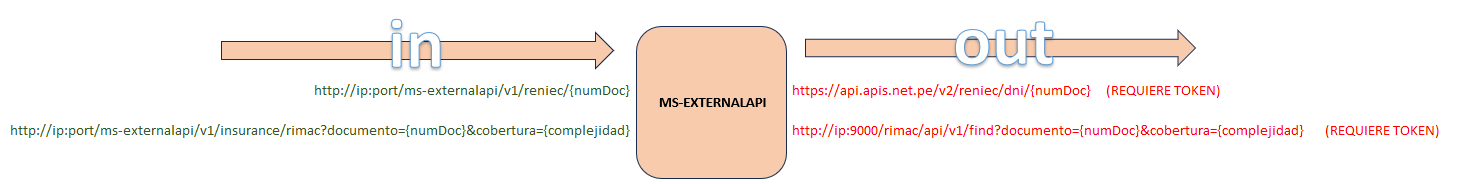 in
out
http://ip:port/ms-externalapi/v1/reniec/{numDoc}
MS-EXTERNALAPI
https://api.apis.net.pe/v2/reniec/dni/{numDoc} (REQUIERE TOKEN)
http://ip:port/ms-externalapi/v1/insurance/rimac?documento={numDoc}&cobertura={complejidad}
http://ip:9000/rimac/api/v1/find?documento={numDoc}&cobertura={complejidad} (REQUIERE TOKEN)